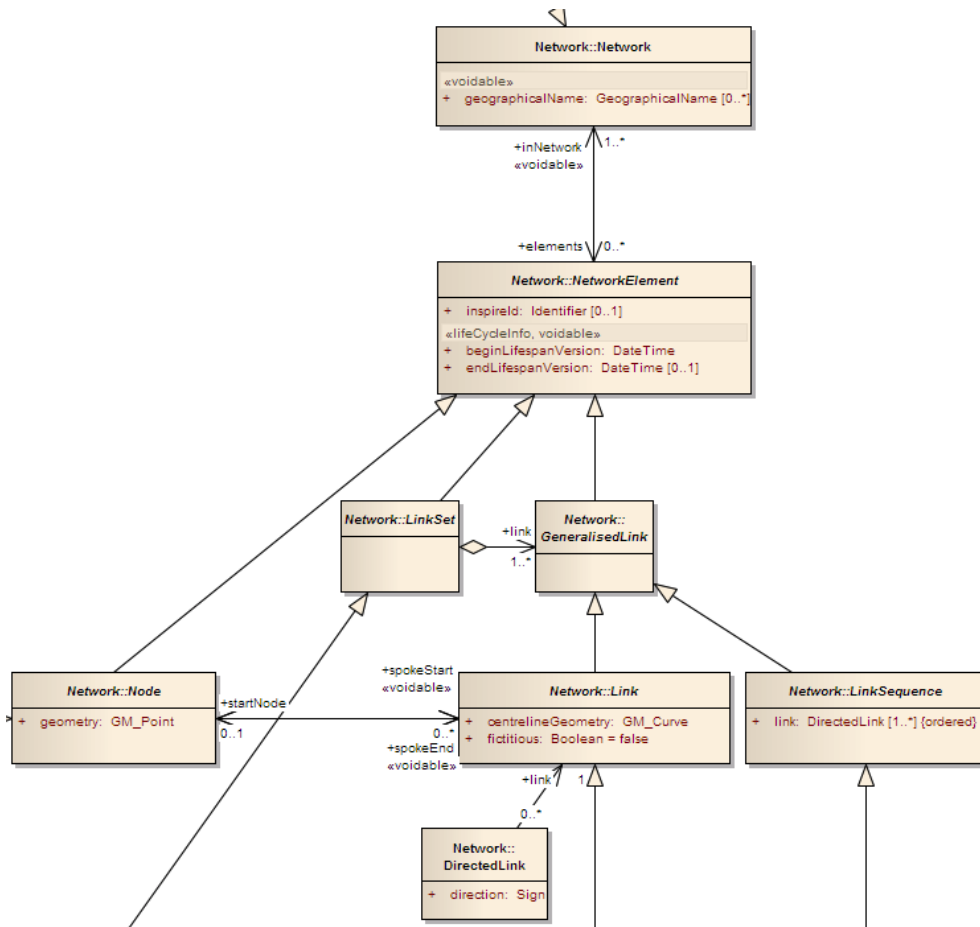 Network::Network
«voidable»
+ geographicalName: GeographicalName [0..*]
+inNetwork
1..*
«voidable»
+elements
0..*
Network::NetworkElement
+ inspireId: Identifier [0..1]
«lifeCycleInfo, voidable»
+ beginLifespanVersion: DateTime
+ endLifespanVersion: DateTime [0..1]
Network::LinkSet
+link
1..*
Network::
GeneralisedLink
Network::Node
+ geometry: GM_Point
+startNode
0..1
+spokeStart
«voidable»
0..*
+spokeEnd
«voidable»
Network::Link
+ centrelineGeometry: GM_Curve
+ fictitious: Boolean = false
Network::LinkSequence
+ link: DirectedLink [1..*] {ordered}
+link
1
0..*
Network::
DirectedLink
+ direction: Sign